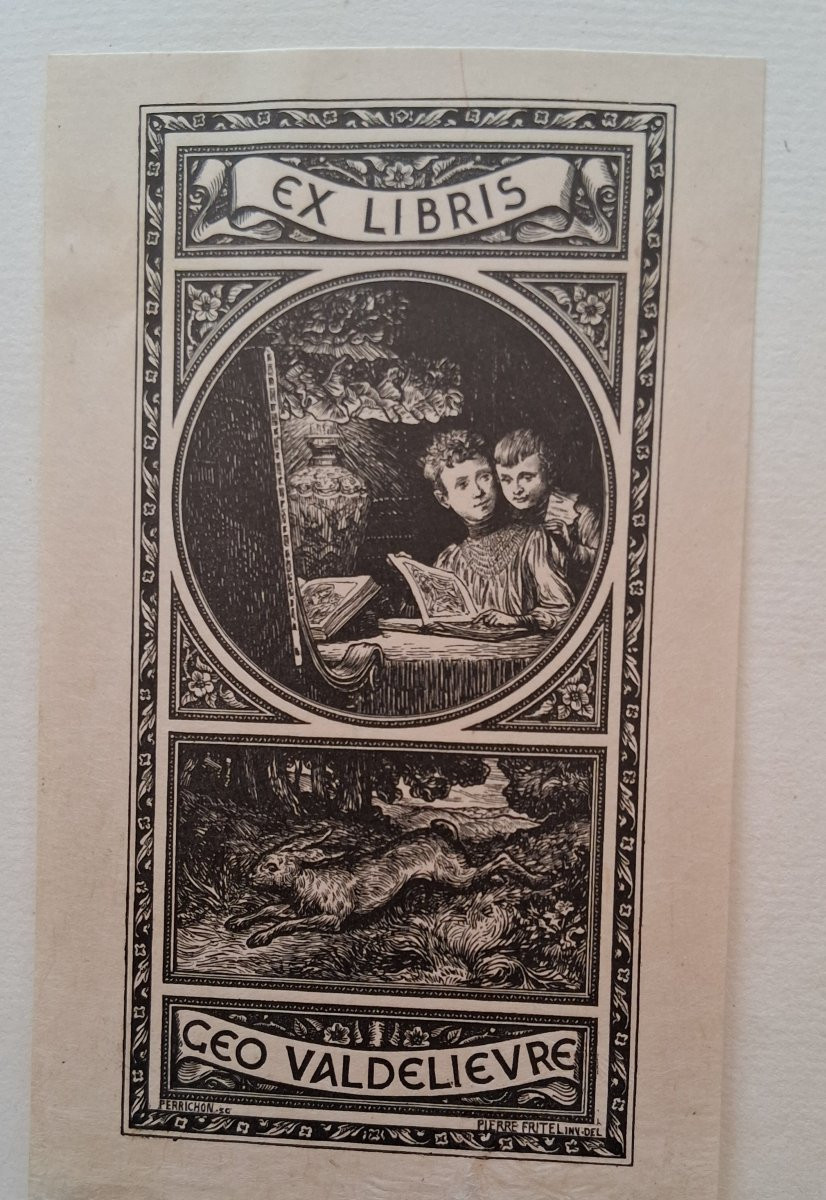 EX LIBRIS
GEO VALDELIEVRE
PERRICHON.SC
PIERRE FRITEL INV.DEL